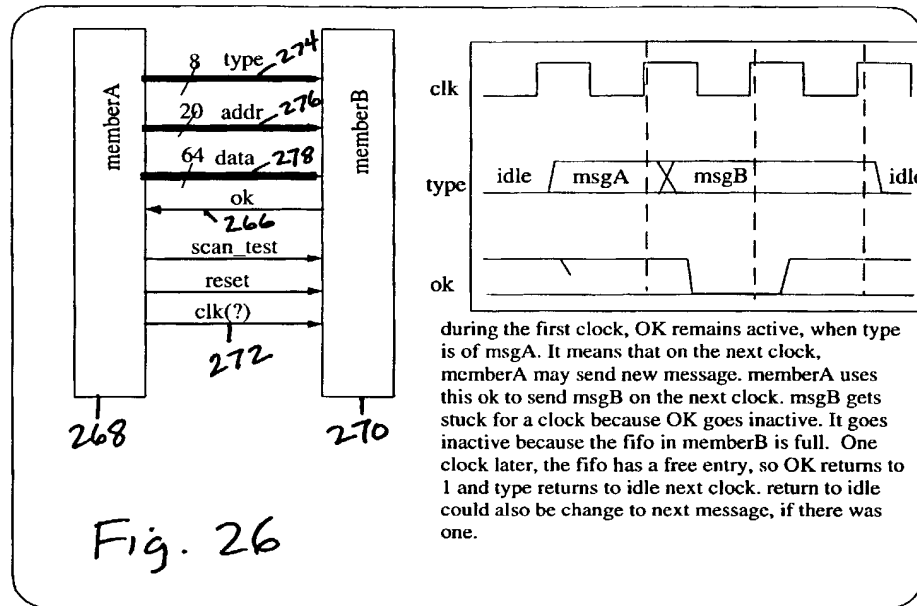 memberA
8 type 274
20 addr 276
64 data 278
ok
266
scan_test
reset
clk(?)
272
memberB
268
270
Fig. 26
clk
type
idle
msgA
msgB
idle
ok
during the first clock, OK remains active, when type
is of msgA. It means that on the next clock,
memberA may send new message. memberA uses
this ok to send msgB on the next clock. msgB gets
stuck for a clock because OK goes inactive. It goes
inactive because the fifo in memberB is full. One
clock later, the fifo has a free entry, so OK returns to
1 and type returns to idle next clock. return to idle
could also be change to next message, if there was
one.